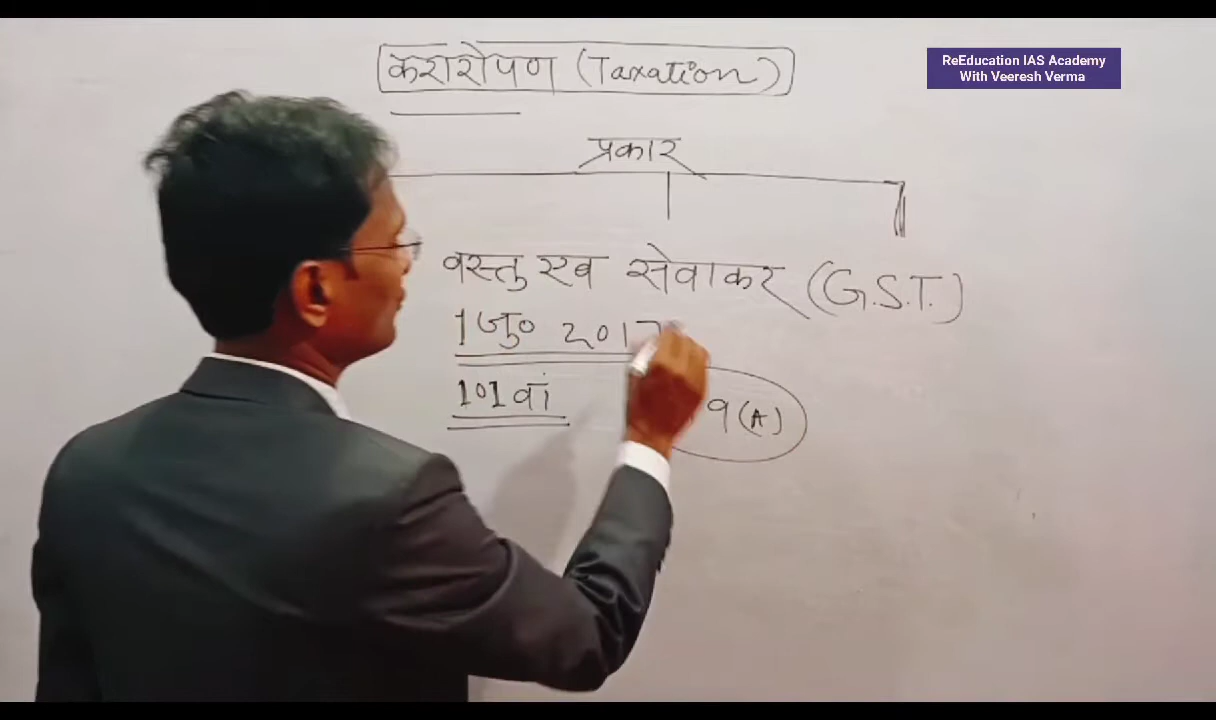 करारोपण (Taxation)
ReEducation IAS Academy
With Veeresh Verma
प्रकार
वस्तु एव सेवाकर (G.S.T.)
1 जु० 2017
101 वां
9 (A)